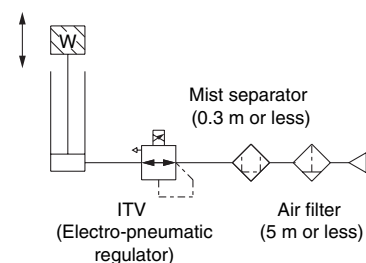 W
Mist separator
(0.3 m or less)
ITV
(Electro-pneumatic
regulator)
Air filter
(5 m or less)